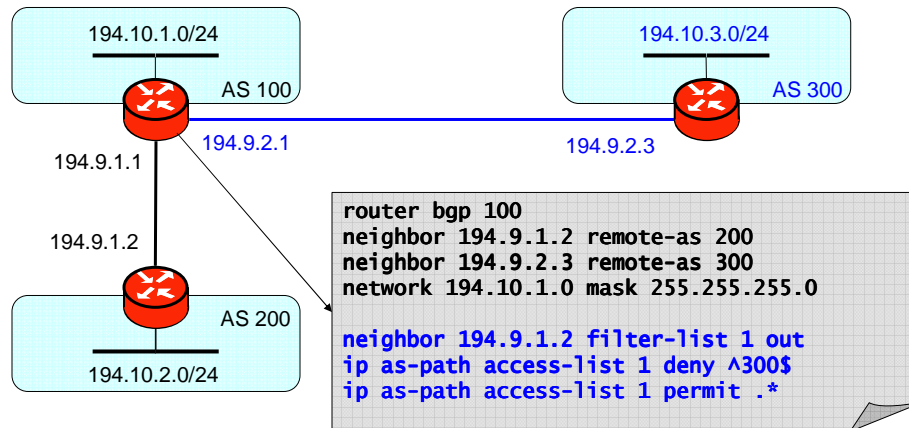 194.10.1.0/24
194.10.3.0/24
AS 100
AS 300
194.9.2.1
194.9.2.3
194.9.1.1
194.9.1.2
AS 200
194.10.2.0/24
router bgp 100
neighbor 194.9.1.2 remote-as 200
neighbor 194.9.2.3 remote-as 300
network 194.10.1.0 mask 255.255.255.0
neighbor 194.9.1.2 filter-list 1 out
ip as-path access-list 1 deny ^300$
ip as-path access-list 1 permit .*